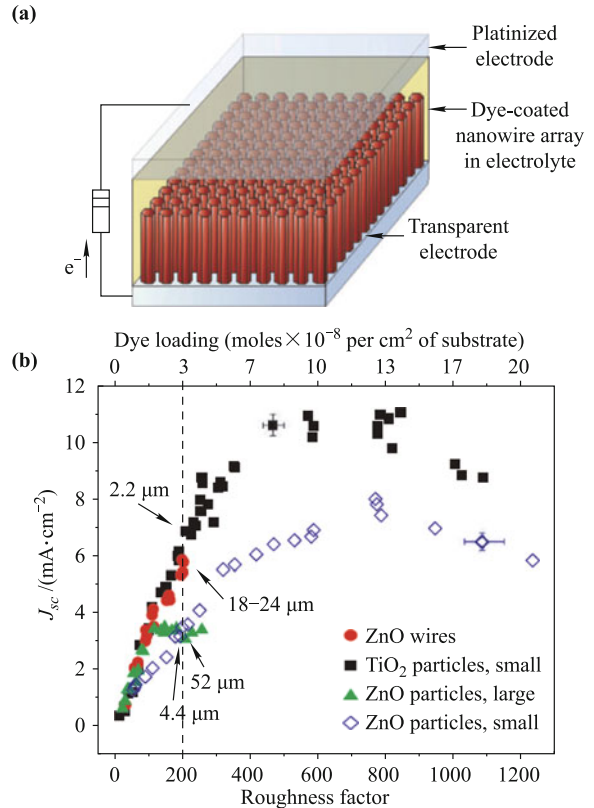 (a)
Platinized
electrode
Dye-coated
nanowire array
in electrolyte
Transparent
electrode
e⁻
(b)
Dye loading (moles×10⁻⁸ per cm² of substrate)
0 3 4 7 10 13 14 17 20
12
10
8
6
4
2
0
J_sc /(mA·cm⁻²)
2.2 μm
18−24 μm
52 μm
4.4 μm
ZnO wires
TiO₂ particles, small
ZnO particles, large
ZnO particles, small
0 200 400 600 800 1000 1200
Roughness factor